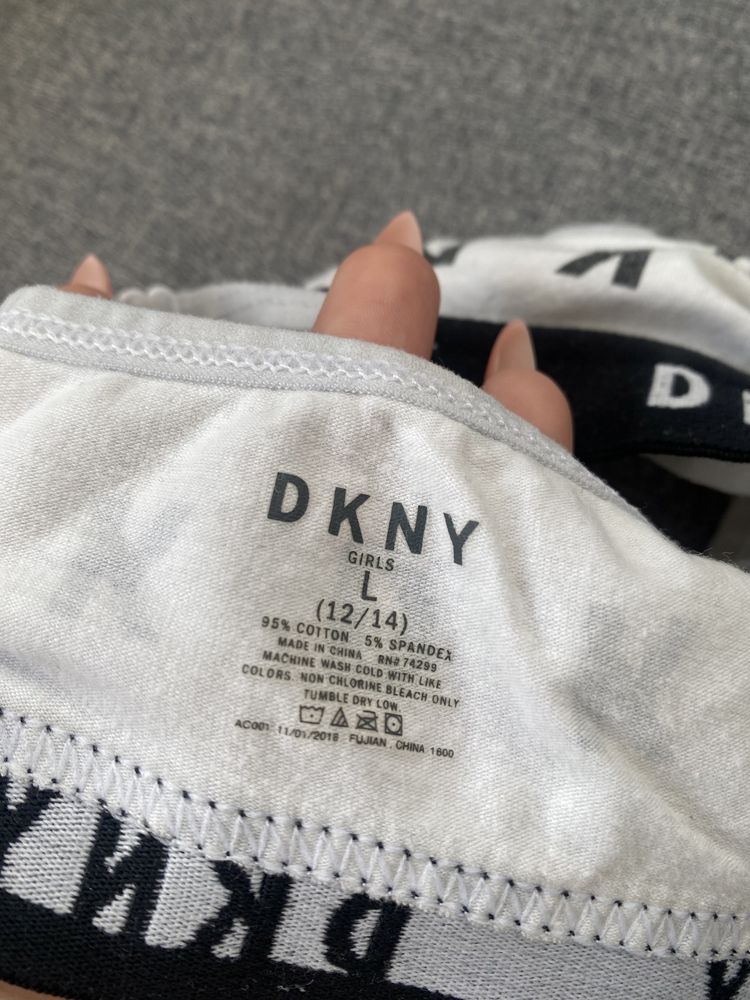 V
D
DKNY
GIRLS
L
(12/14)
95% COTTON 5% SPANDEX
MADE IN CHINA RN# 74299
MACHINE WASH COLD WITH LIKE
COLORS. NON CHLORINE BLEACH ONLY
TUMBLE DRY LOW.
AC001 11/01/2018 FUJIAN, CHINA 1600
DKNY